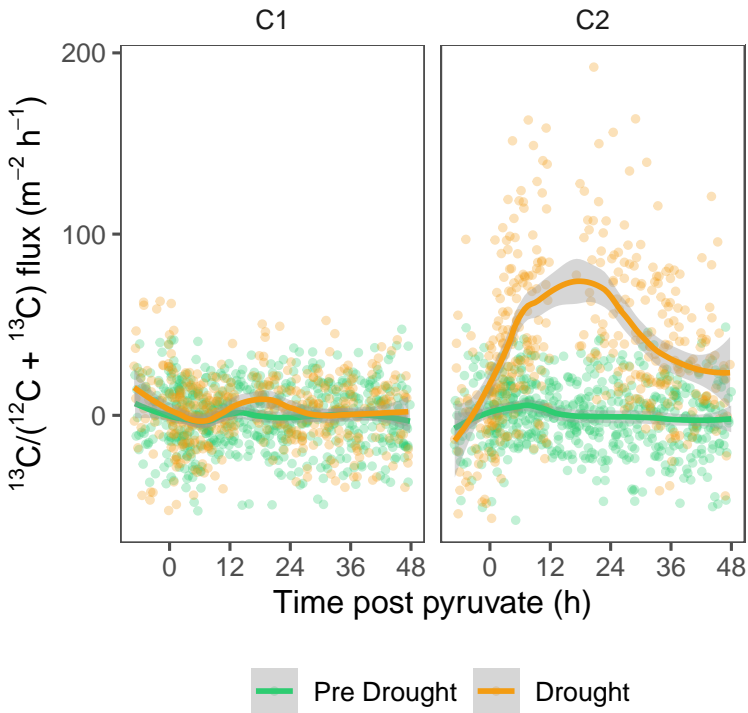 C1 C2
200
100
0
¹³C/(¹²C + ¹³C) flux (m⁻² h⁻¹)
0 12 24 36 48 0 12 24 36 48
Time post pyruvate (h)
Pre Drought Drought